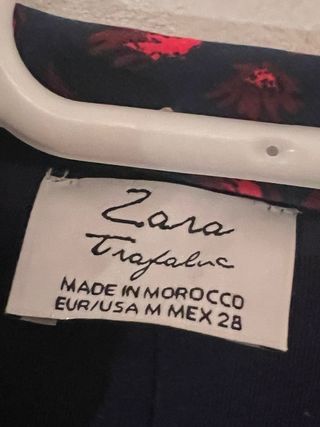 Zara
Trafaluc
MADE IN MOROCCO
EUR/USA M MEX 28